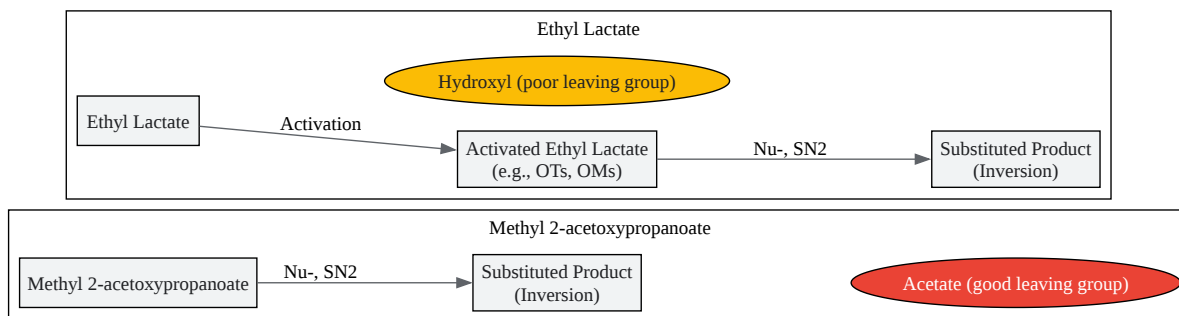 Ethyl Lactate
Hydroxyl (poor leaving group)
Ethyl Lactate
Activation
Activated Ethyl Lactate
(e.g., OTs, OMs)
Nu-, SN2
Substituted Product
(Inversion)
Methyl 2-acetoxypropanoate
Methyl 2-acetoxypropanoate
Nu-, SN2
Substituted Product
(Inversion)
Acetate (good leaving group)